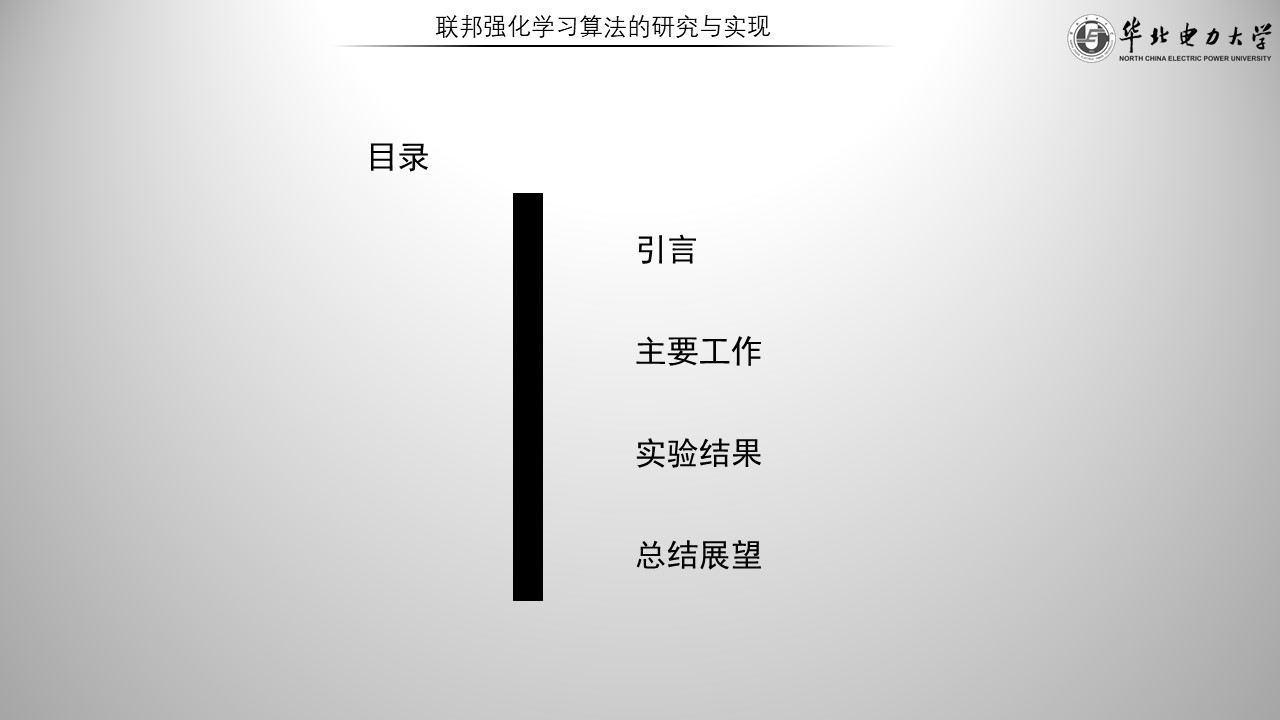 联邦强化学习算法的研究与实现
华北电力大学
NORTH CHINA ELECTRIC POWER UNIVERSITY
目录
引言
主要工作
实验结果
总结展望